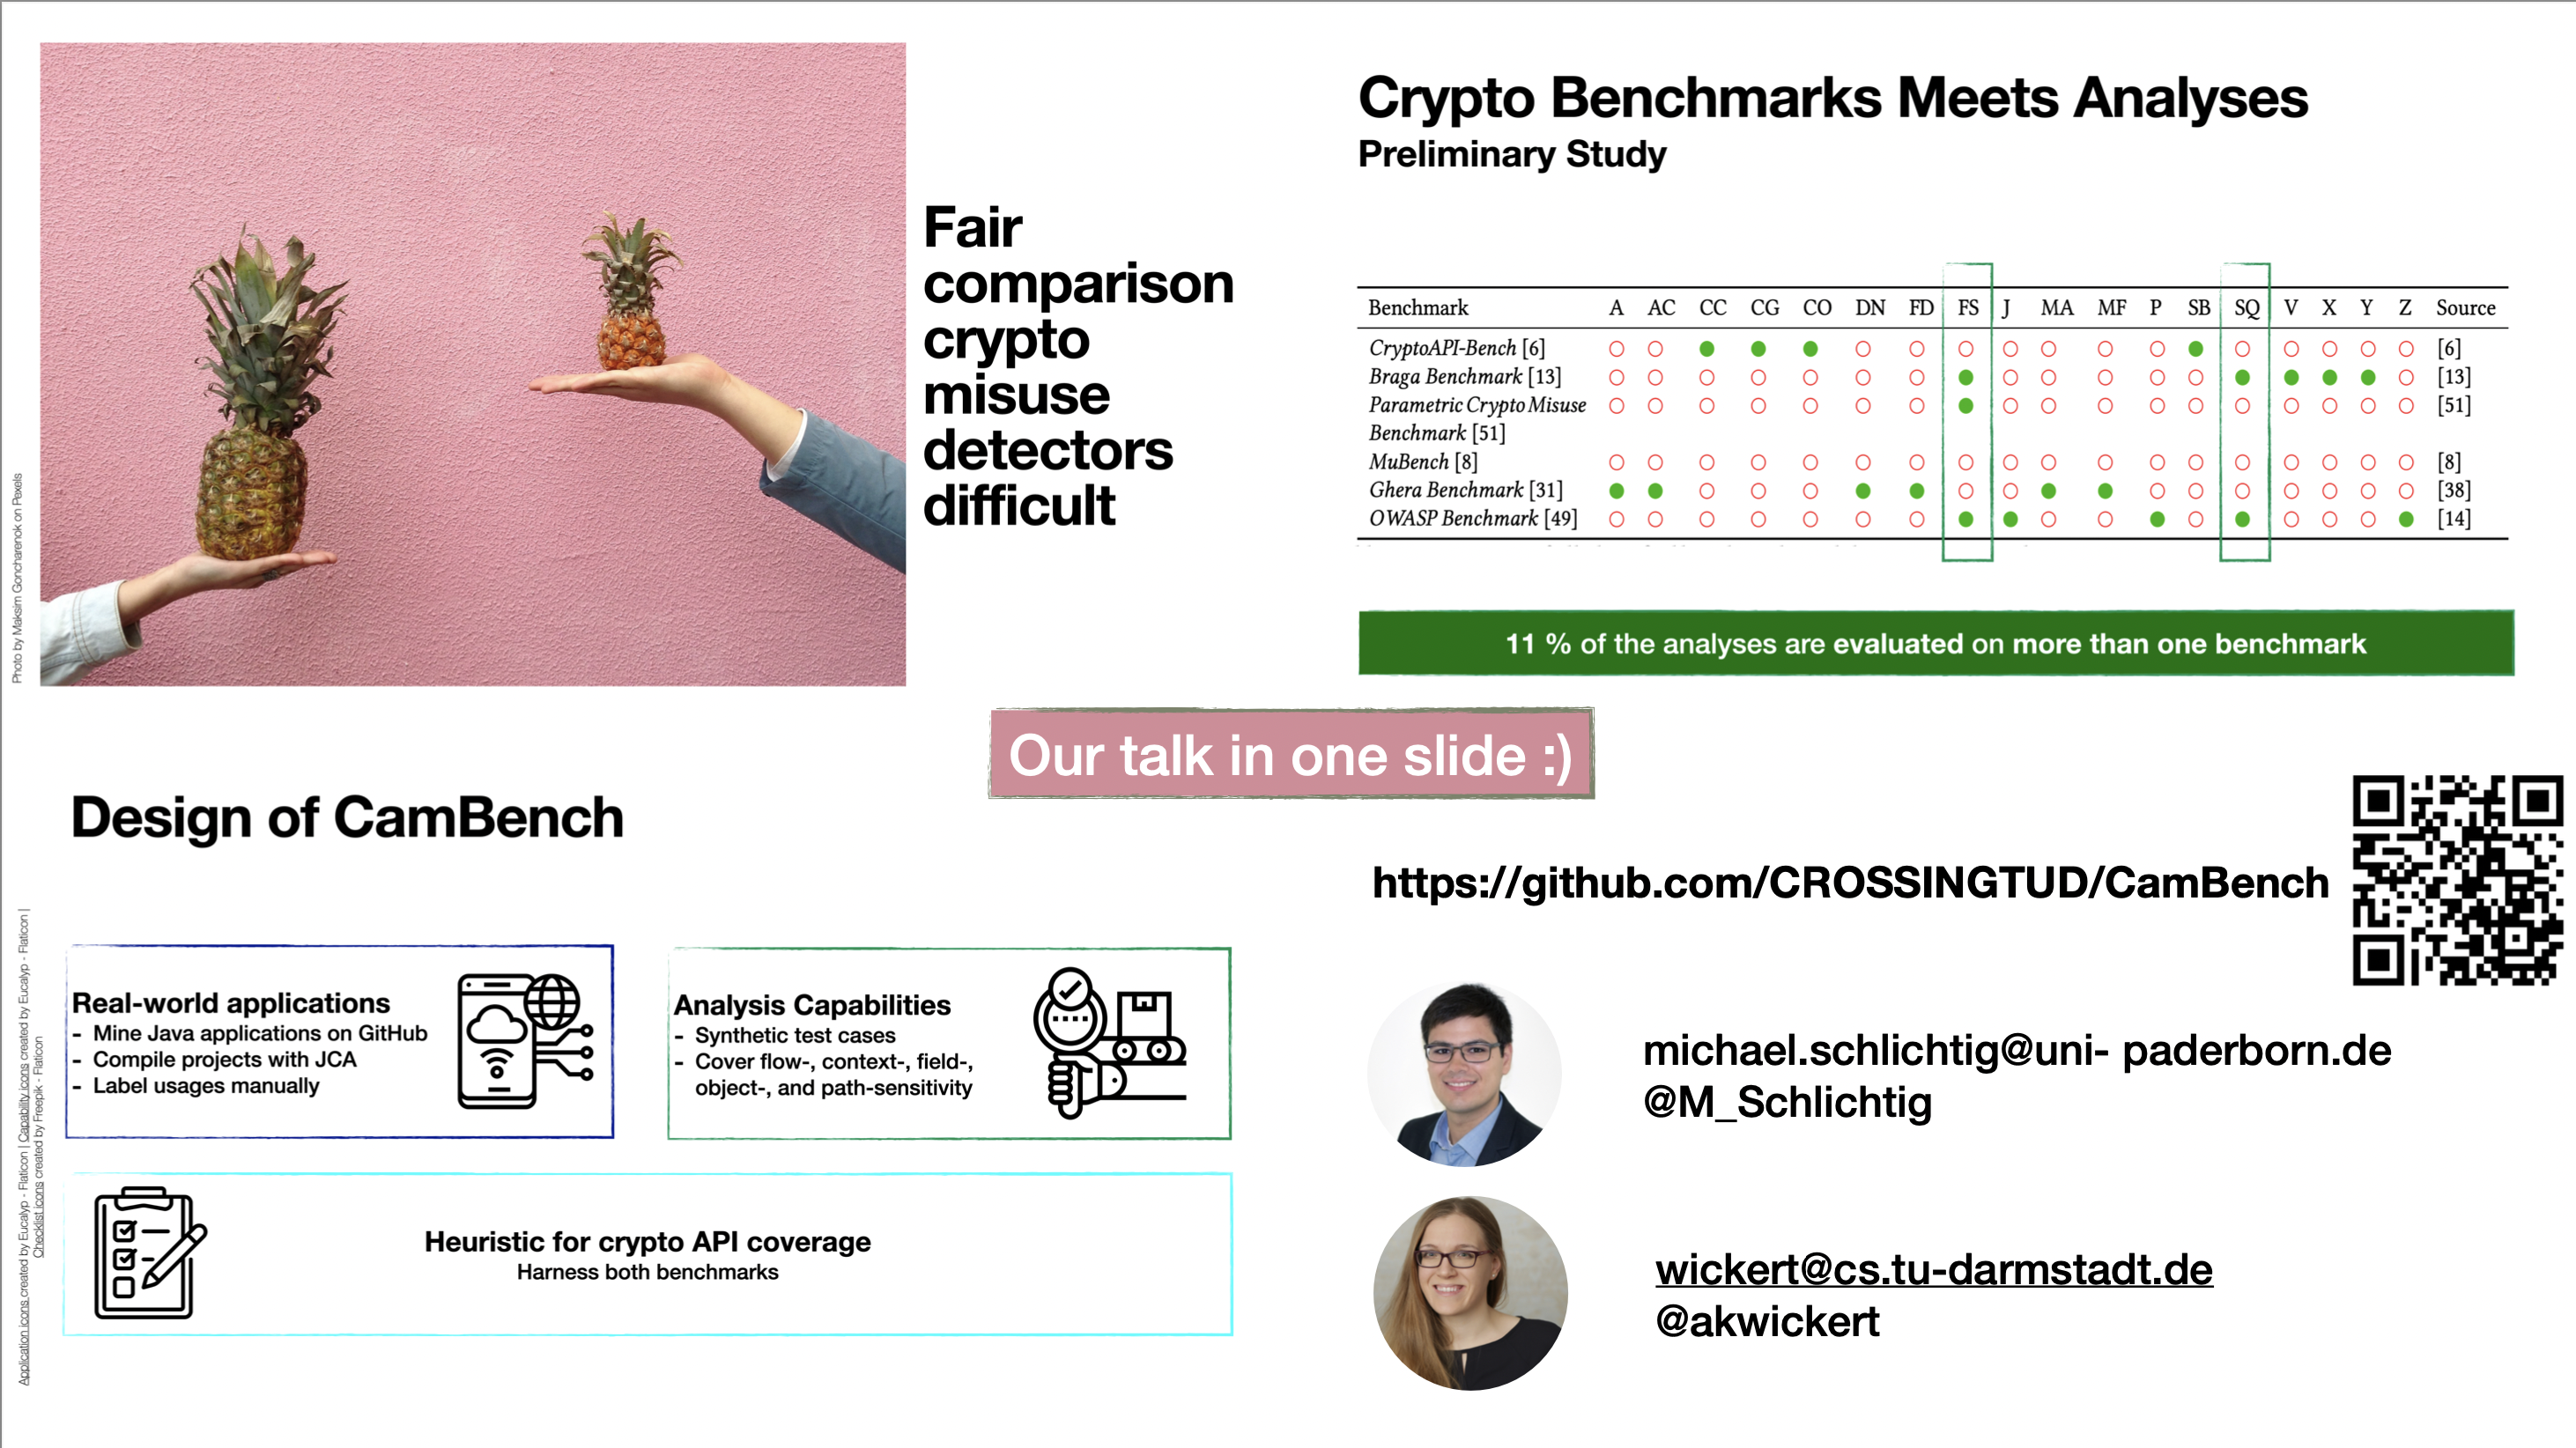 Fair
comparison
crypto
misuse
detectors
difficult
Photo by Maksim Goncharenok on Pexels
Crypto Benchmarks Meets Analyses
Preliminary Study
Benchmark A AC CC CG CO DN FD FS J MA MF P SB SQ V X Y Z Source
CryptoAPI-Bench [6] ○ ○ ● ● ● ○ ○ ○ ○ ○ ○ ○ ● ○ ○ ○ ○ ○ [6]
Braga Benchmark [13] ○ ○ ○ ○ ○ ○ ○ ● ○ ○ ○ ○ ○ ● ● ● ● ○ [13]
Parametric Crypto Misuse ○ ○ ○ ○ ○ ○ ○ ● ○ ○ ○ ○ ○ ○ ○ ○ ○ ○ [51]
Benchmark [51]
MuBench [8] ○ ○ ○ ○ ○ ○ ○ ○ ○ ○ ○ ○ ○ ○ ○ ○ ○ ○ [8]
Ghera Benchmark [31] ● ● ○ ○ ○ ● ● ○ ○ ● ● ○ ○ ○ ○ ○ ○ ○ [38]
OWASP Benchmark [49] ○ ○ ○ ○ ○ ○ ○ ● ● ○ ○ ● ○ ● ○ ○ ○ ● [14]
11 % of the analyses are evaluated on more than one benchmark
Our talk in one slide :)
Design of CamBench
Real-world applications
- Mine Java applications on GitHub
- Compile projects with JCA
- Label usages manually
Analysis Capabilities
- Synthetic test cases
- Cover flow-, context-, field-,
object-, and path-sensitivity
Heuristic for crypto API coverage
Harness both benchmarks
Application icons created by Eucalyp - Flaticon | Capability icons created by Eucalyp - Flaticon |
Checklist icons created by Freepik - Flaticon
https://github.com/CROSSINGTUD/CamBench
michael.schlichtig@uni- paderborn.de
@M_Schlichtig
wickert@cs.tu-darmstadt.de
@akwickert